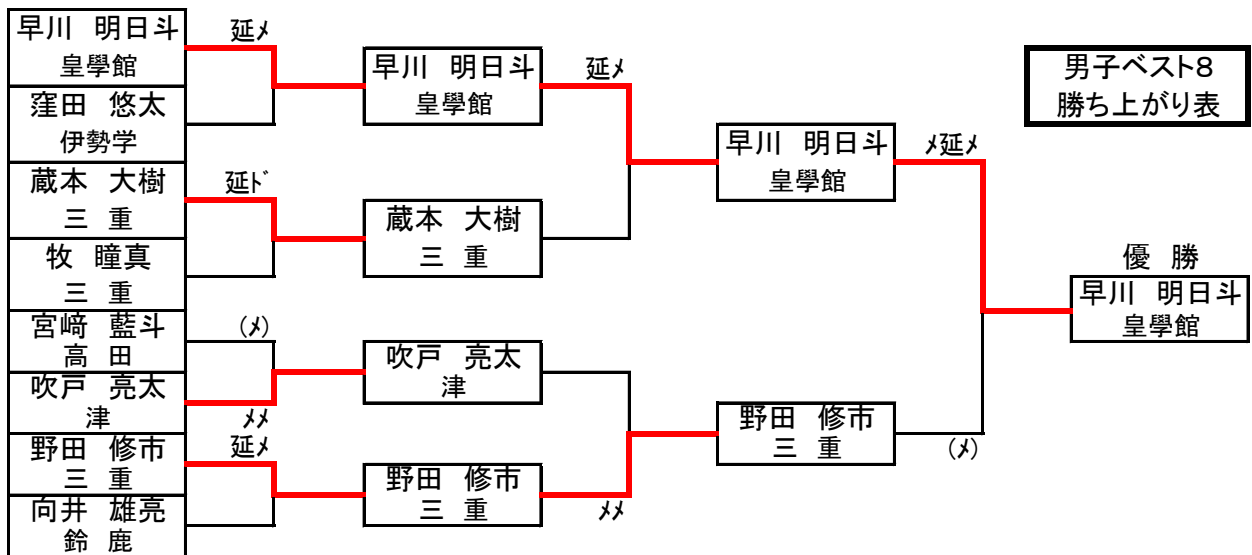 男子ベスト8
勝ち上がり表
早川 明日斗
皇學館
延ﾒ
窪田 悠太
伊勢学
蔵本 大樹
三 重
延ﾄﾞ
牧 瞳真
三 重
宮﨑 藍斗
高 田
(ﾒ)
吹戸 亮太
津
ﾒﾒ
野田 修市
三 重
延ﾒ
向井 雄亮
鈴 鹿
早川 明日斗
皇學館
延ﾒ
蔵本 大樹
三 重
吹戸 亮太
津
野田 修市
三 重
ﾒﾒ
早川 明日斗
皇學館
ﾒ延ﾒ
野田 修市
三 重
(ﾒ)
優 勝
早川 明日斗
皇學館